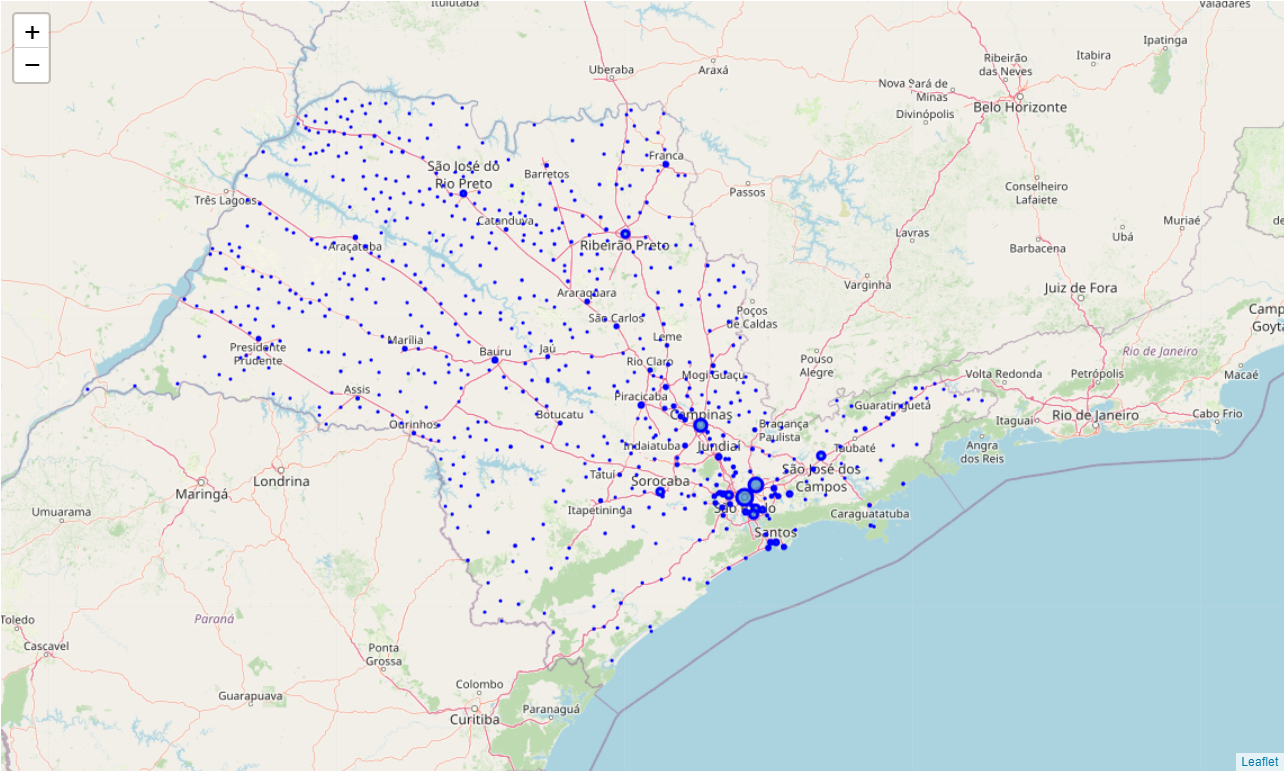 +
−
Ituiutaba
Valadares
Ipatinga
Itabira
Ribeirão
das Neves
Uberaba
Araxá
Nova Pará de
Minas
Belo Horizonte
Divinópolis
Franca
São José do
Rio Preto
Barretos
Passos
Conselheiro
Lafaiete
Três Lagoas
Catanduva
Muriaé
de
Lavras
Ubá
Araçatuba
Ribeirão Preto
Barbacena
Varginha
Juiz de Fora
Araraquara
Poços
de Caldas
Camp
Goyta
São Carlos
Leme
Marília
Presidente
Prudente
Bauru
Jaú
Rio Claro
Mogi Guaçu
Pouso
Alegre
Rio de Janeiro
Volta Redonda
Petrópolis
Macaé
Assis
Piracicaba
Guaratinguetá
Botucatu
Campinas
Rio de Janeiro
Cabo Frio
Itaguaí
Ourinhos
Bragança
Paulista
Indaiatuba
Jundiaí
Taubaté
Angra
dos Reis
Londrina
Tatuí
Sorocaba
São José dos
Campos
Maringá
Umuarama
Itapetininga
São Paulo
Caraguatatuba
Santos
Toledo
Paraná
Cascavel
Ponta
Grossa
Guarapuava
Colombo
Paranaguá
Curitiba
Leaflet